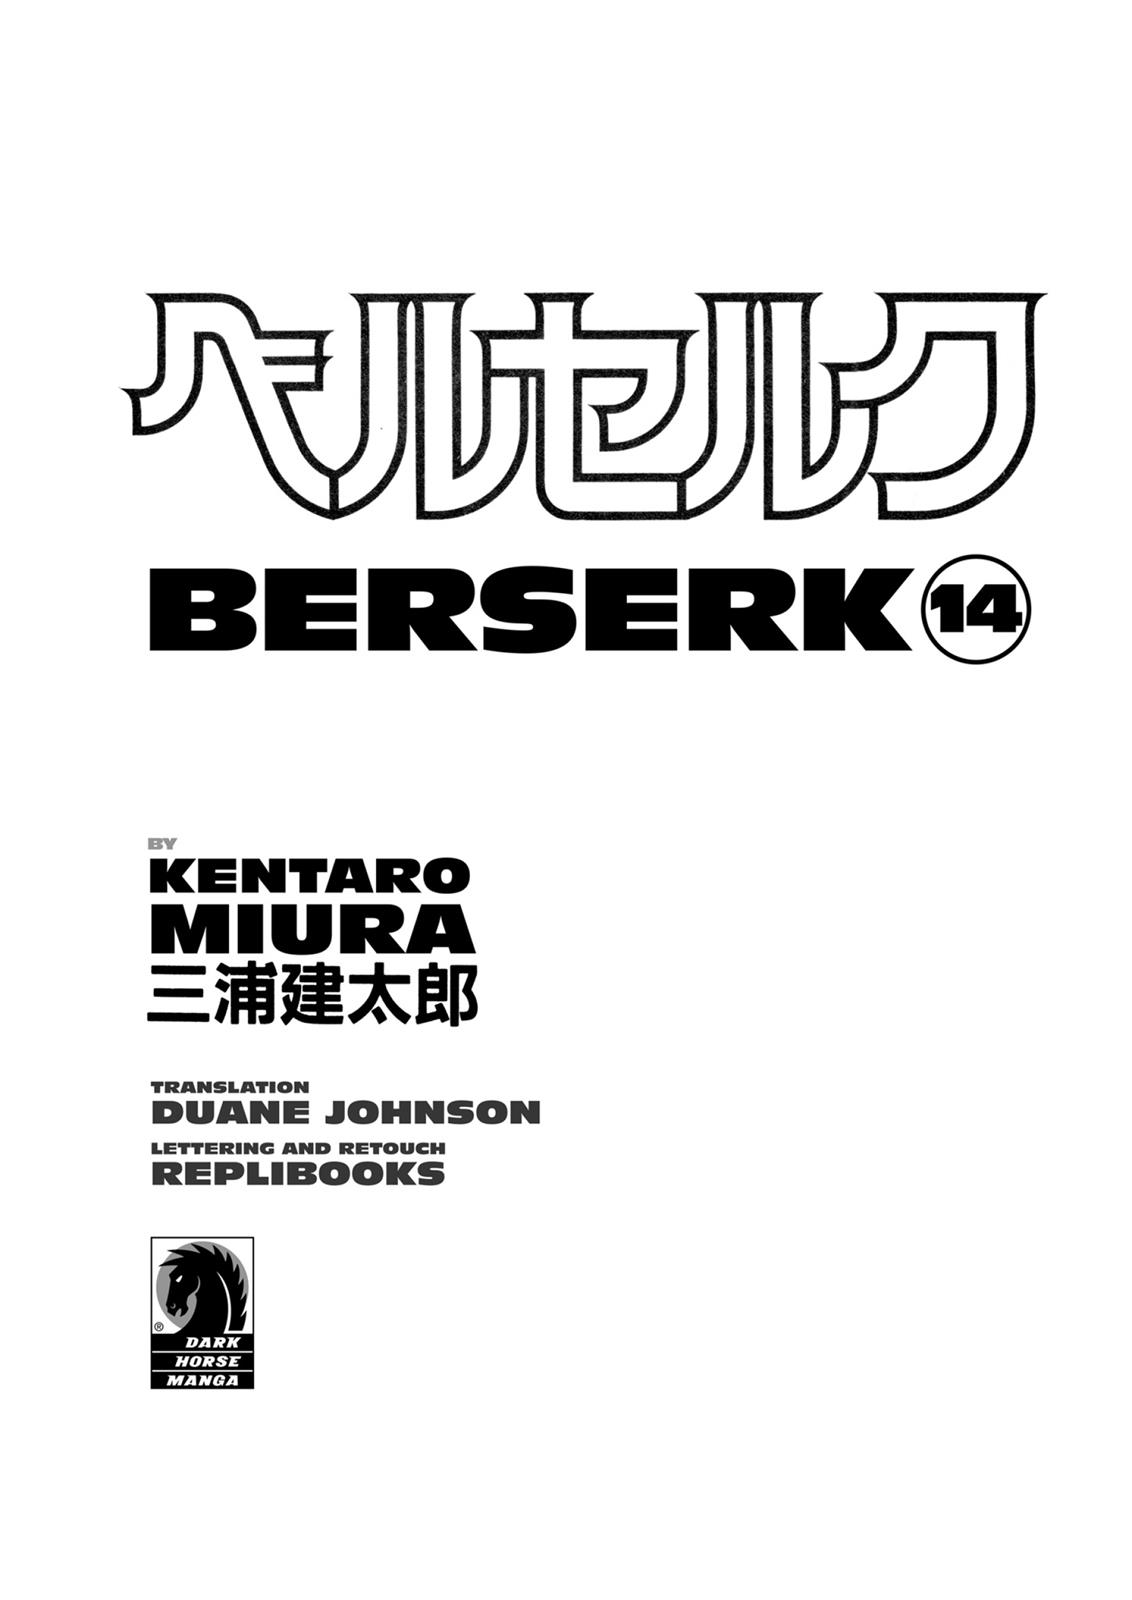 ベルセルク
BERSERK 14
BY
KENTARO
MIURA
三浦建太郎
TRANSLATION
DUANE JOHNSON
LETTERING AND RETOUCH
REPLIBOOKS
®
DARK
HORSE
MANGA